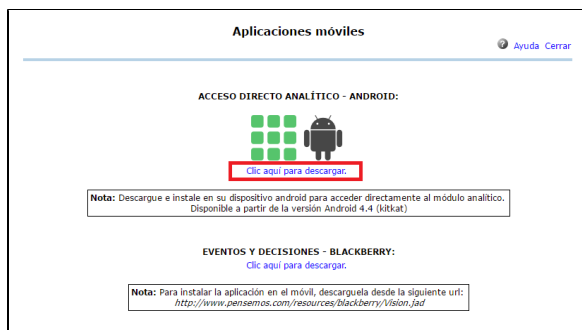 Aplicaciones móviles
Ayuda Cerrar
ACCESO DIRECTO ANALÍTICO - ANDROID:
Clic aquí para descargar.
Nota: Descargue e instale en su dispositivo android para acceder directamente al módulo analítico.
Disponible a partir de la versión Android 4.4 (kitkat)
EVENTOS Y DECISIONES - BLACKBERRY:
Clic aquí para descargar.
Nota: Para instalar la aplicación en el móvil, descarguela desde la siguiente url:
http://www.pensemos.com/resources/blackberry/Vision.jad